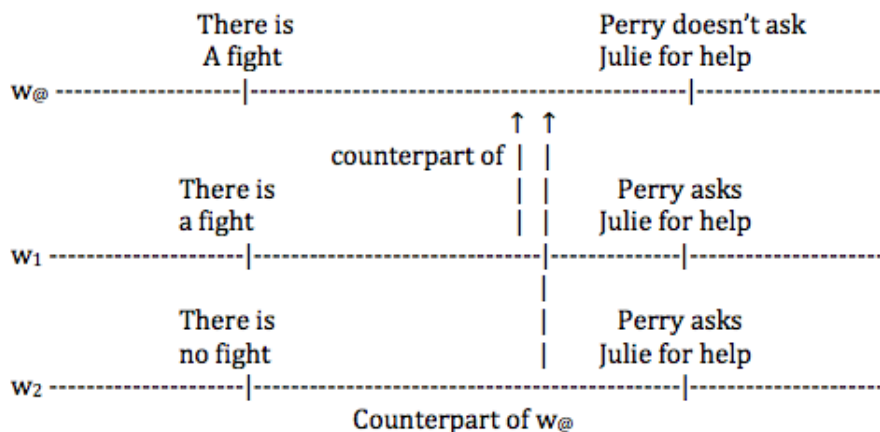 There is Perry doesn't ask
A fight Julie for help
w@ --------------------|-----------------------------------------------|--------------------
↑ ↑
counterpart of | |
There is | | Perry asks
a fight | | Julie for help
w1 ---------------------|--------------------------------|--------------|---------------------
|
There is | Perry asks
no fight | Julie for help
w2 ---------------------|-----------------------------------------------|---------------------
Counterpart of w@